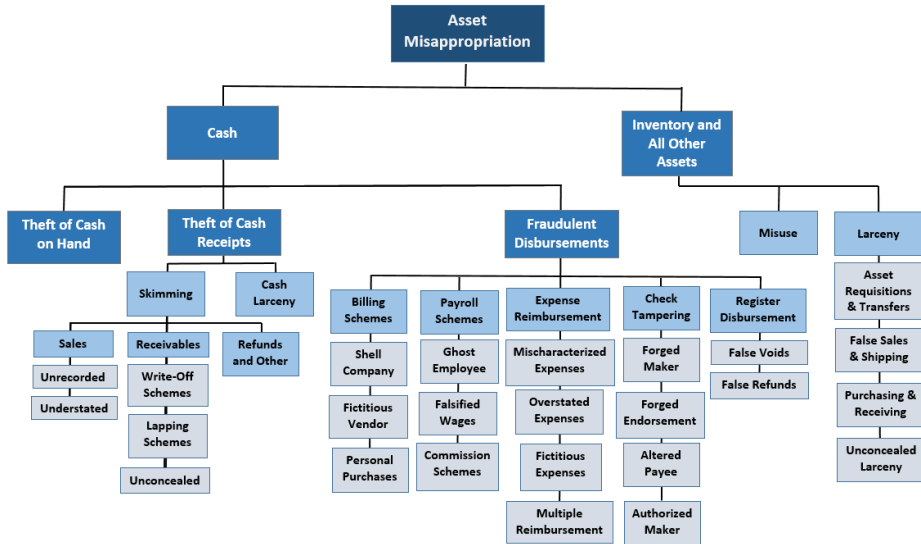 Asset
Misappropriation
Cash
Inventory and
All Other
Assets
Theft of Cash
on Hand
Theft of Cash
Receipts
Fraudulent
Disbursements
Misuse
Larceny
Skimming
Cash
Larceny
Billing
Schemes
Payroll
Schemes
Expense
Reimbursement
Check
Tampering
Register
Disbursement
Asset
Requisitions
& Transfers
Sales
Receivables
Refunds
and Other
Unrecorded
Understated
Write-Off
Schemes
Lapping
Schemes
Unconcealed
Shell
Company
Fictitious
Vendor
Personal
Purchases
Ghost
Employee
Falsified
Wages
Commission
Schemes
Mischaracterized
Expenses
Overstated
Expenses
Fictitious
Expenses
Multiple
Reimbursement
Forged
Maker
Forged
Endorsement
Altered
Payee
Authorized
Maker
False Voids
False Refunds
False Sales
& Shipping
Purchasing &
Receiving
Unconcealed
Larceny